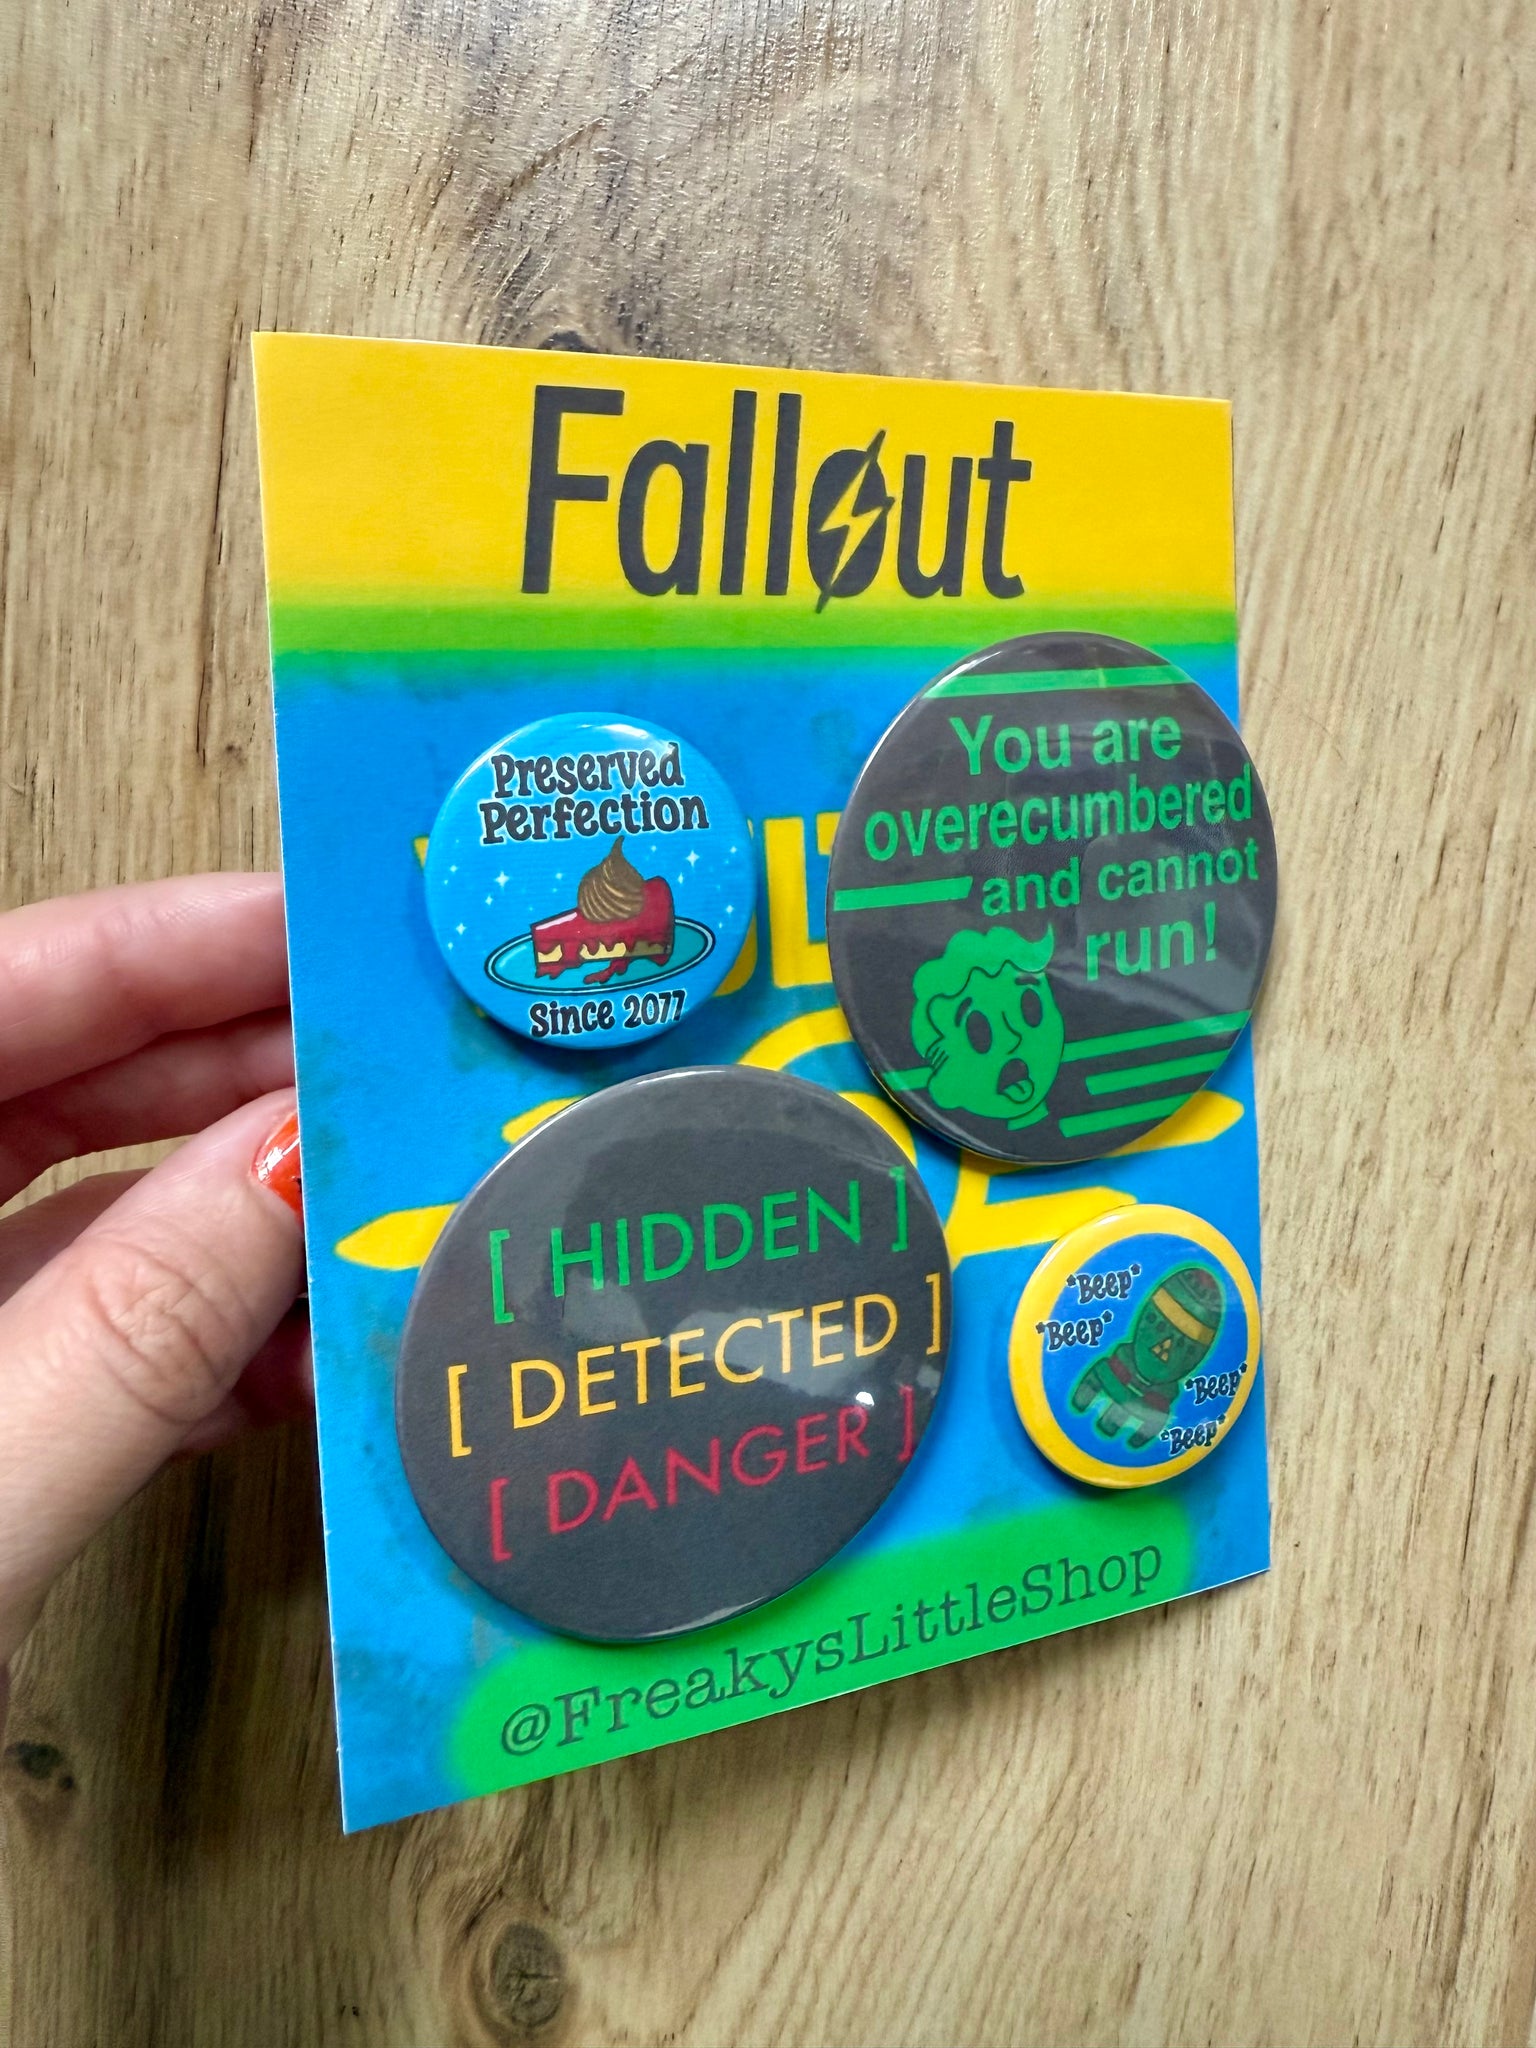 Fallout
Preserved
Perfection
Since 2077
You are
overecumbered
and cannot
run!
[ HIDDEN ]
[ DETECTED ]
[ DANGER ]
*Beep*
*Beep*
*Beep*
*Beep*
@FreakysLittleShop